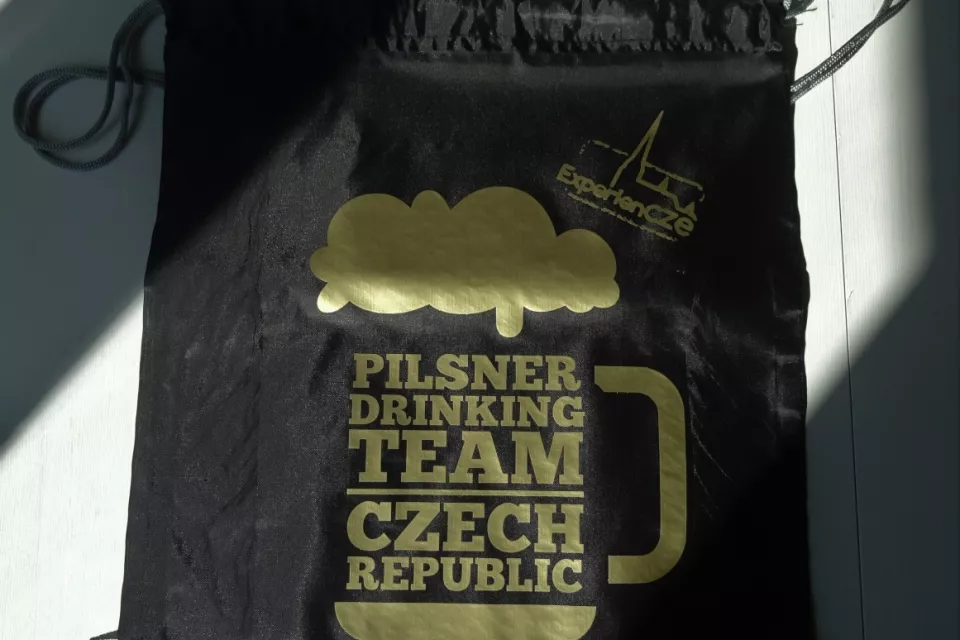 ExperienCZe
PILSNER
DRINKING
TEAM
CZECH
REPUBLIC